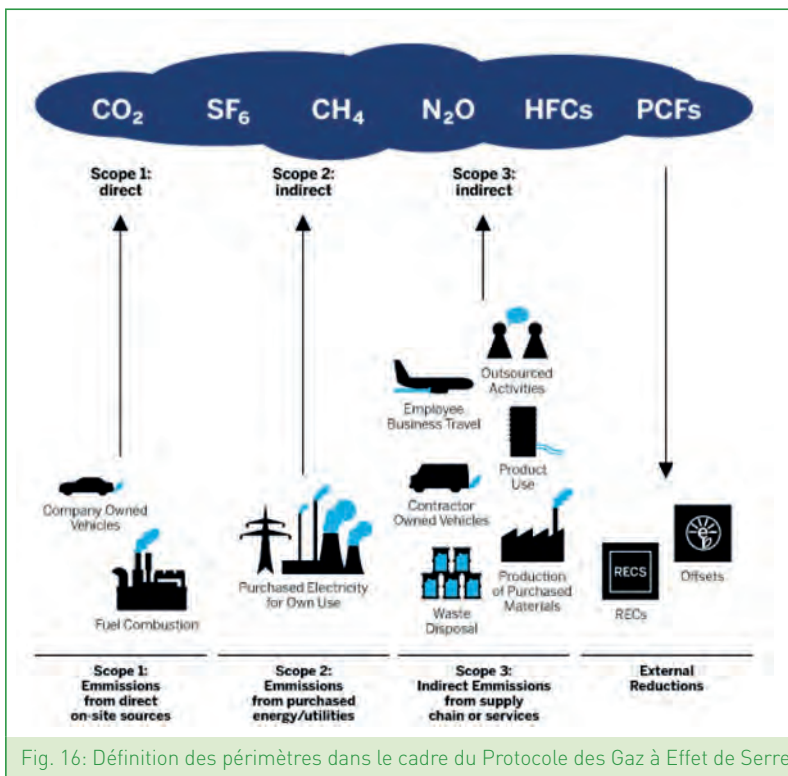 CO₂ SF₆ CH₄ N₂O HFCs PCFs
Scope 1:
direct
Scope 2:
indirect
Scope 3:
indirect
Outsourced
Activities
Employee
Business Travel
Product
Use
Company Owned
Vehicles
Contractor
Owned Vehicles
Purchased Electricity
for Own Use
Production
of Purchased
Materials
Fuel Combustion
Waste
Disposal
RECS
RECs
Offsets
Scope 1:
Emmissions
from direct
on-site sources
Scope 2:
Emmissions
from purchased
energy/utilities
Scope 3:
Indirect Emmissions
from supply
chain or services
External
Reductions
Fig. 16: Définition des périmètres dans le cadre du Protocole des Gaz à Effet de Serre